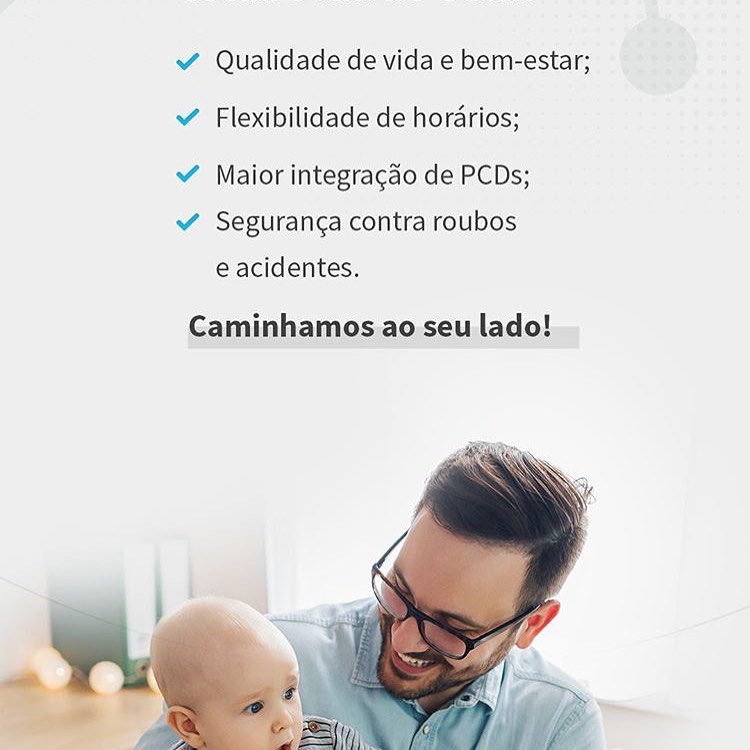 Qualidade de vida e bem-estar;
Flexibilidade de horários;
Maior integração de PCDs;
Segurança contra roubos
e acidentes.
Caminhamos ao seu lado!